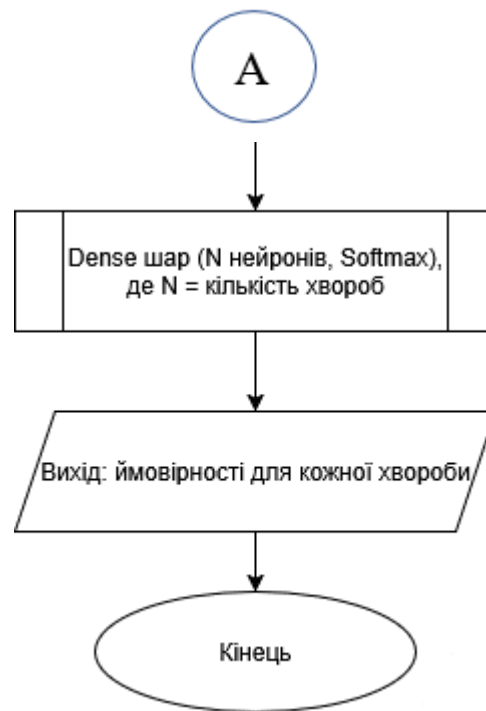 А
Dense шар (N нейронів, Softmax),
де N = кількість хвороб
Вихід: ймовірності для кожної хвороби
Кінець